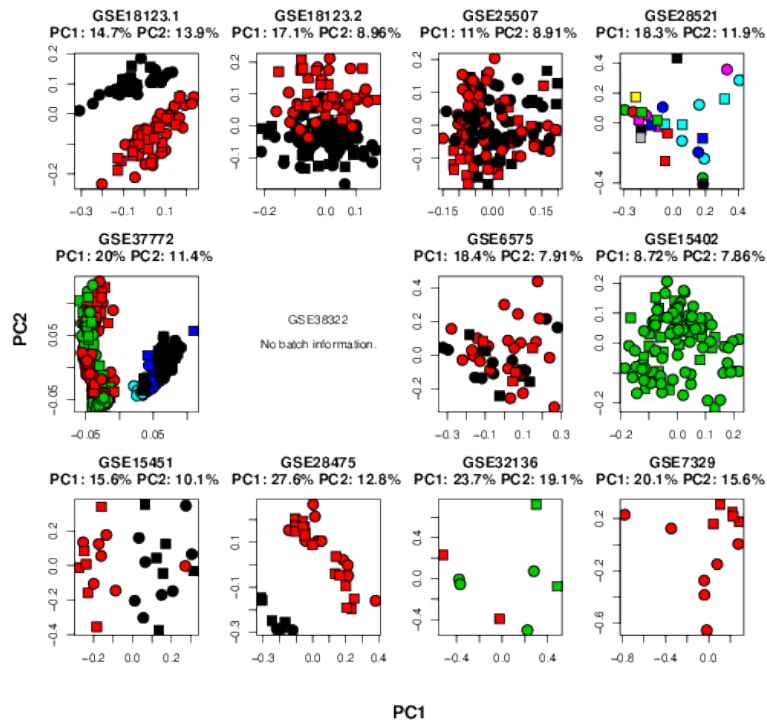 GSE18123.1
PC1: 14.7% PC2: 13.9%
0.2
0.0
−0.2
−0.3
−0.1
0.1
GSE18123.2
PC1: 17.1% PC2: 8.96%
0.2
0.1
0.0
−0.1
−0.2
0.0
0.1
GSE25507
PC1: 11% PC2: 8.91%
0.2
0.1
0.0
−0.1
−0.15
0.00
0.15
GSE28521
PC1: 18.3% PC2: 11.9%
0.4
0.0
−0.4
−0.3
0.0
0.2
0.4
GSE37772
PC1: 20% PC2: 11.4%
0.05
−0.05
−0.05
0.05
GSE38322
No batch information.
GSE6575
PC1: 18.4% PC2: 7.91%
0.4
0.2
0.0
−0.2
−0.3
−0.1
0.1
0.3
GSE15402
PC1: 8.72% PC2: 7.86%
0.2
0.1
0.0
−0.2
−0.2
0.0
0.1
0.2
PC2
GSE15451
PC1: 15.6% PC2: 10.1%
0.2
0.0
−0.2
−0.4
−0.2
0.0
0.2
GSE28475
PC1: 27.6% PC2: 12.8%
0.1
−0.1
−0.3
−0.3
0.0
0.2
0.4
GSE32136
PC1: 23.7% PC2: 19.1%
0.6
0.2
0.0
−0.4
−0.4
0.0
0.4
GSE7329
PC1: 20.1% PC2: 15.6%
0.2
−0.2
−0.6
−0.8
−0.4
0.0
PC1